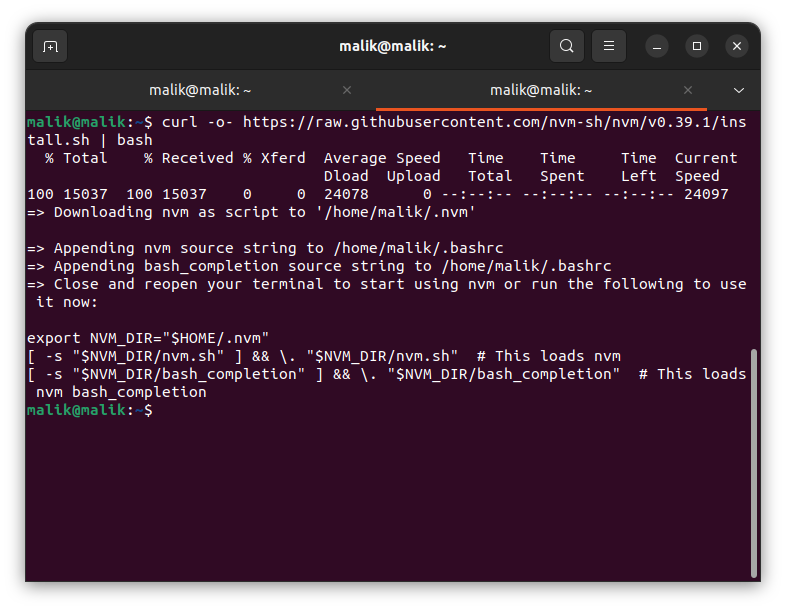 malik@malik: ~
malik@malik: ~
malik@malik: ~
malik@malik:~$ curl -o- https://raw.githubusercontent.com/nvm-sh/nvm/v0.39.1/ins
tall.sh | bash
  % Total    % Received % Xferd  Average Speed   Time    Time     Time  Current
                                 Dload  Upload   Total   Spent    Left  Speed
100 15037  100 15037    0     0  24078      0 --:--:-- --:--:-- --:--:-- 24097
=> Downloading nvm as script to '/home/malik/.nvm'
=> Appending nvm source string to /home/malik/.bashrc
=> Appending bash_completion source string to /home/malik/.bashrc
=> Close and reopen your terminal to start using nvm or run the following to use
 it now:
export NVM_DIR="$HOME/.nvm"
[ -s "$NVM_DIR/nvm.sh" ] && \. "$NVM_DIR/nvm.sh"  # This loads nvm
[ -s "$NVM_DIR/bash_completion" ] && \. "$NVM_DIR/bash_completion"  # This loads
 nvm bash_completion
malik@malik:~$